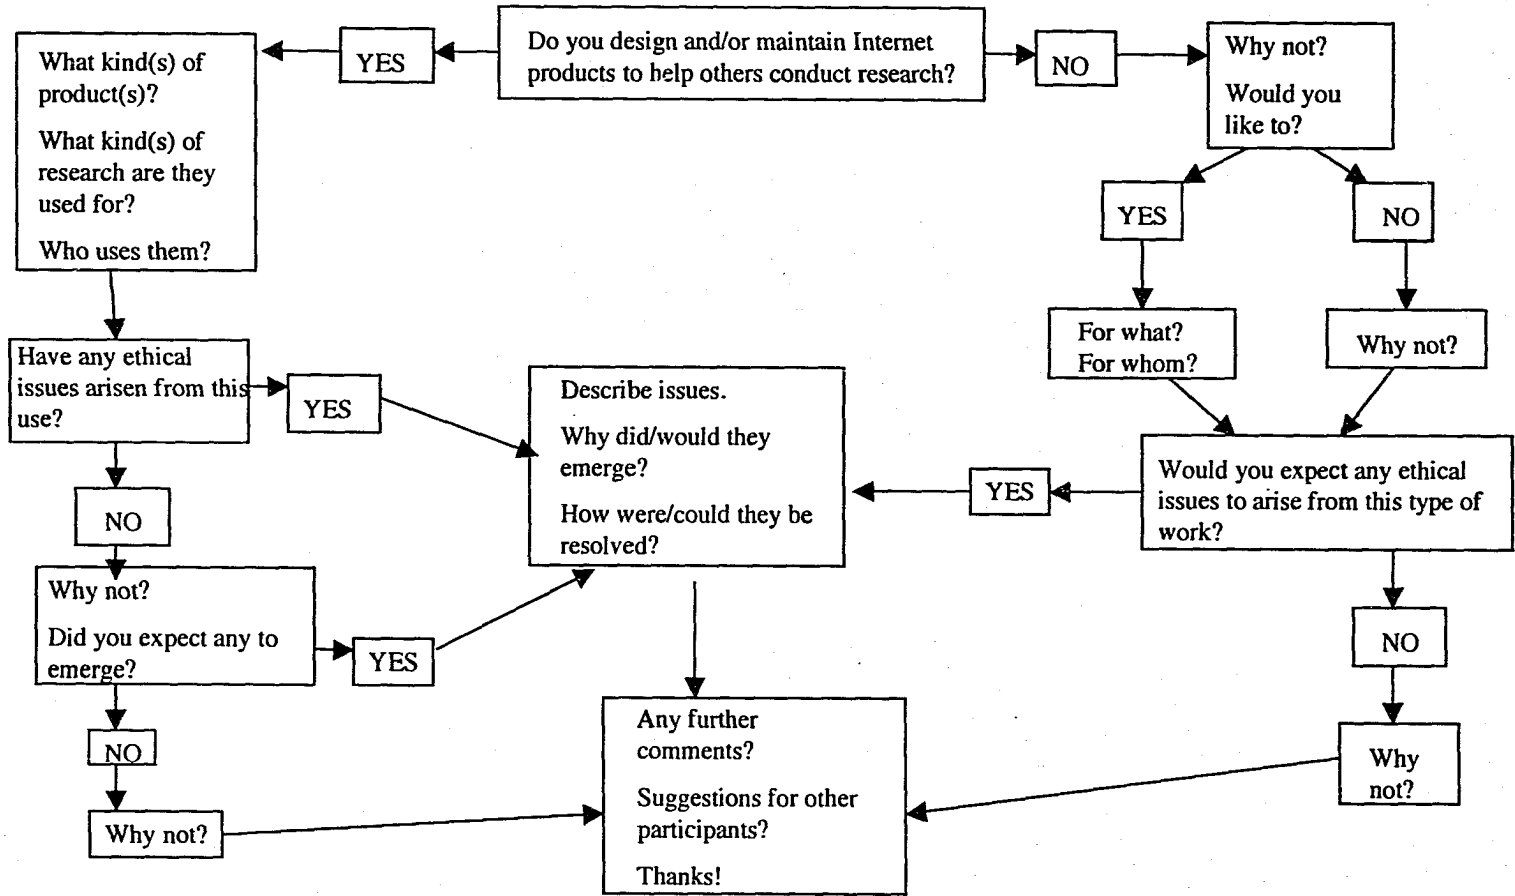 Do you design and/or maintain Internet
products to help others conduct research?
YES
NO
What kind(s) of
product(s)?
What kind(s) of
research are they
used for?
Who uses them?
Why not?
Would you
like to?
YES
NO
For what?
For whom?
Why not?
Have any ethical
issues arisen from this
use?
YES
NO
Describe issues.
Why did/would they
emerge?
How were/could they be
resolved?
YES
Would you expect any ethical
issues to arise from this type of
work?
Why not?
Did you expect any to
emerge?
YES
NO
NO
Why not?
Any further
comments?
Suggestions for other
participants?
Thanks!
Why
not?